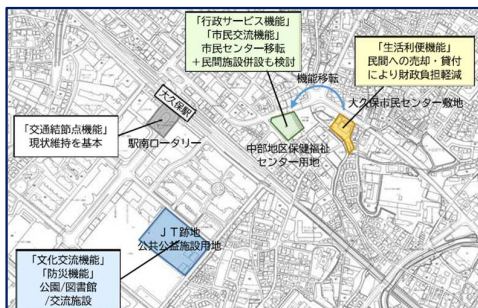 「行政サービス機能」
「市民交流機能」
市民センター移転
+民間施設併設も検討
「生活利便機能」
民間への売却・貸付
により財政負担軽減
機能移転
大久保駅
大久保市民センター敷地
「交通結節点機能」
現状維持を基本
駅南ロータリー
中部地区保健福祉
センター用地
JT跡地
公共公益施設用地
「文化交流機能」
「防災機能」
公園/図書館
/交流施設